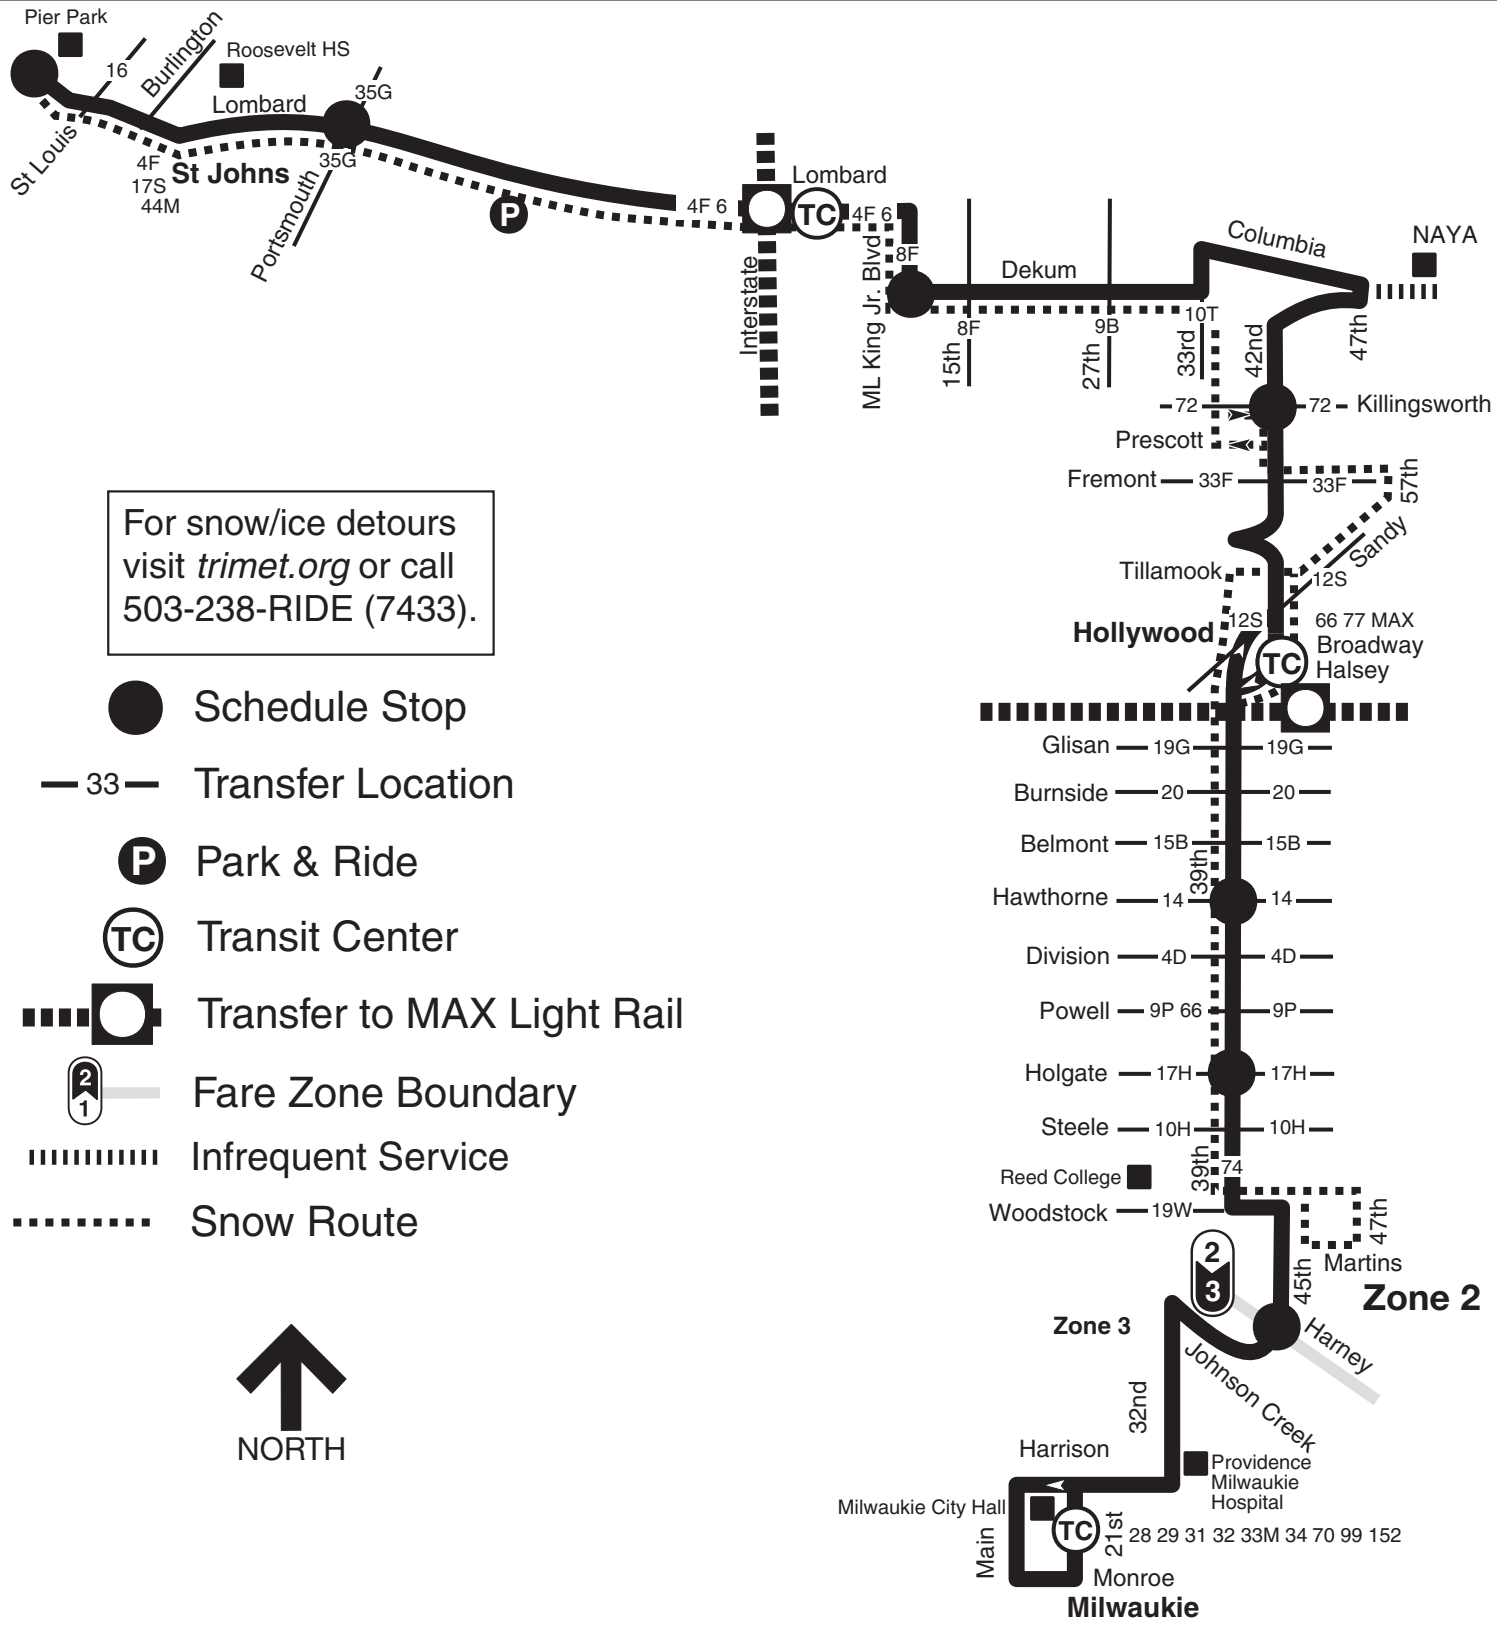 Pier Park
16
Burlington
Roosevelt HS
Lombard
35G
St Louis
4F
17S
44M
St Johns
35G
Portsmouth
P
4F 6
Lombard
TC
4F 6
Interstate
8F
ML King Jr. Blvd
Dekum
8F
15th
9B
27th
10T
33rd
Columbia
NAYA
47th
42nd
72
72
Killingsworth
Prescott
Fremont
33F
33F
57th
Sandy
Tillamook
12S
12S
Hollywood
TC
66 77 MAX
Broadway
Halsey
Glisan
19G
19G
Burnside
20
20
Belmont
15B
15B
39th
Hawthorne
14
14
Division
4D
4D
Powell
9P 66
9P
Holgate
17H
17H
Steele
10H
10H
39th
74
Reed College
Woodstock
19W
47th
Martins
45th
2
3
Zone 2
Zone 3
Harney
Johnson Creek
32nd
Harrison
Providence
Milwaukie
Hospital
Milwaukie City Hall
Main
TC
21st
28 29 31 32 33M 34 70 99 152
Monroe
Milwaukie
For snow/ice detours
visit trimet.org or call
503-238-RIDE (7433).
Schedule Stop
33
Transfer Location
P
Park & Ride
TC
Transit Center
Transfer to MAX Light Rail
2
1
Fare Zone Boundary
Infrequent Service
Snow Route
NORTH